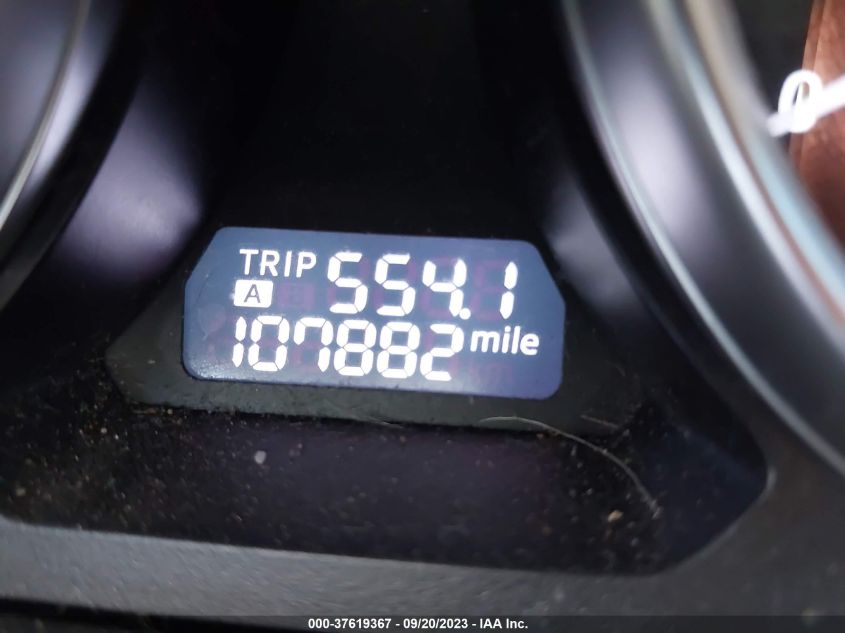 TRIP 554.1
A
107882 mile
000-37619367 - 09/20/2023 - IAA Inc.